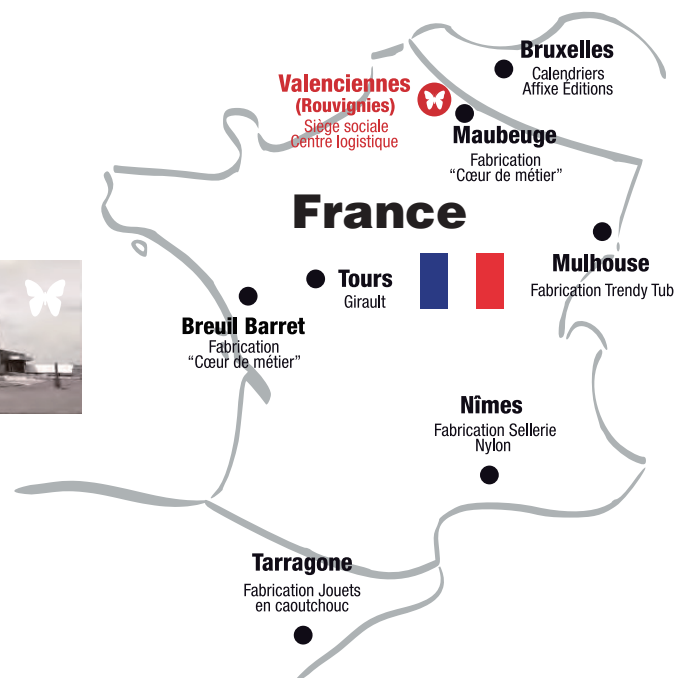 Bruxelles
Calendriers
Affixe Éditions
Valenciennes
(Rouvignies)
Siège sociale
Centre logistique
Maubeuge
Fabrication
“Cœur de métier”
France
Mulhouse
Fabrication Trendy Tub
Tours
Girault
Breuil Barret
Fabrication
“Cœur de métier”
Nîmes
Fabrication Sellerie
Nylon
Tarragone
Fabrication Jouets
en caoutchouc